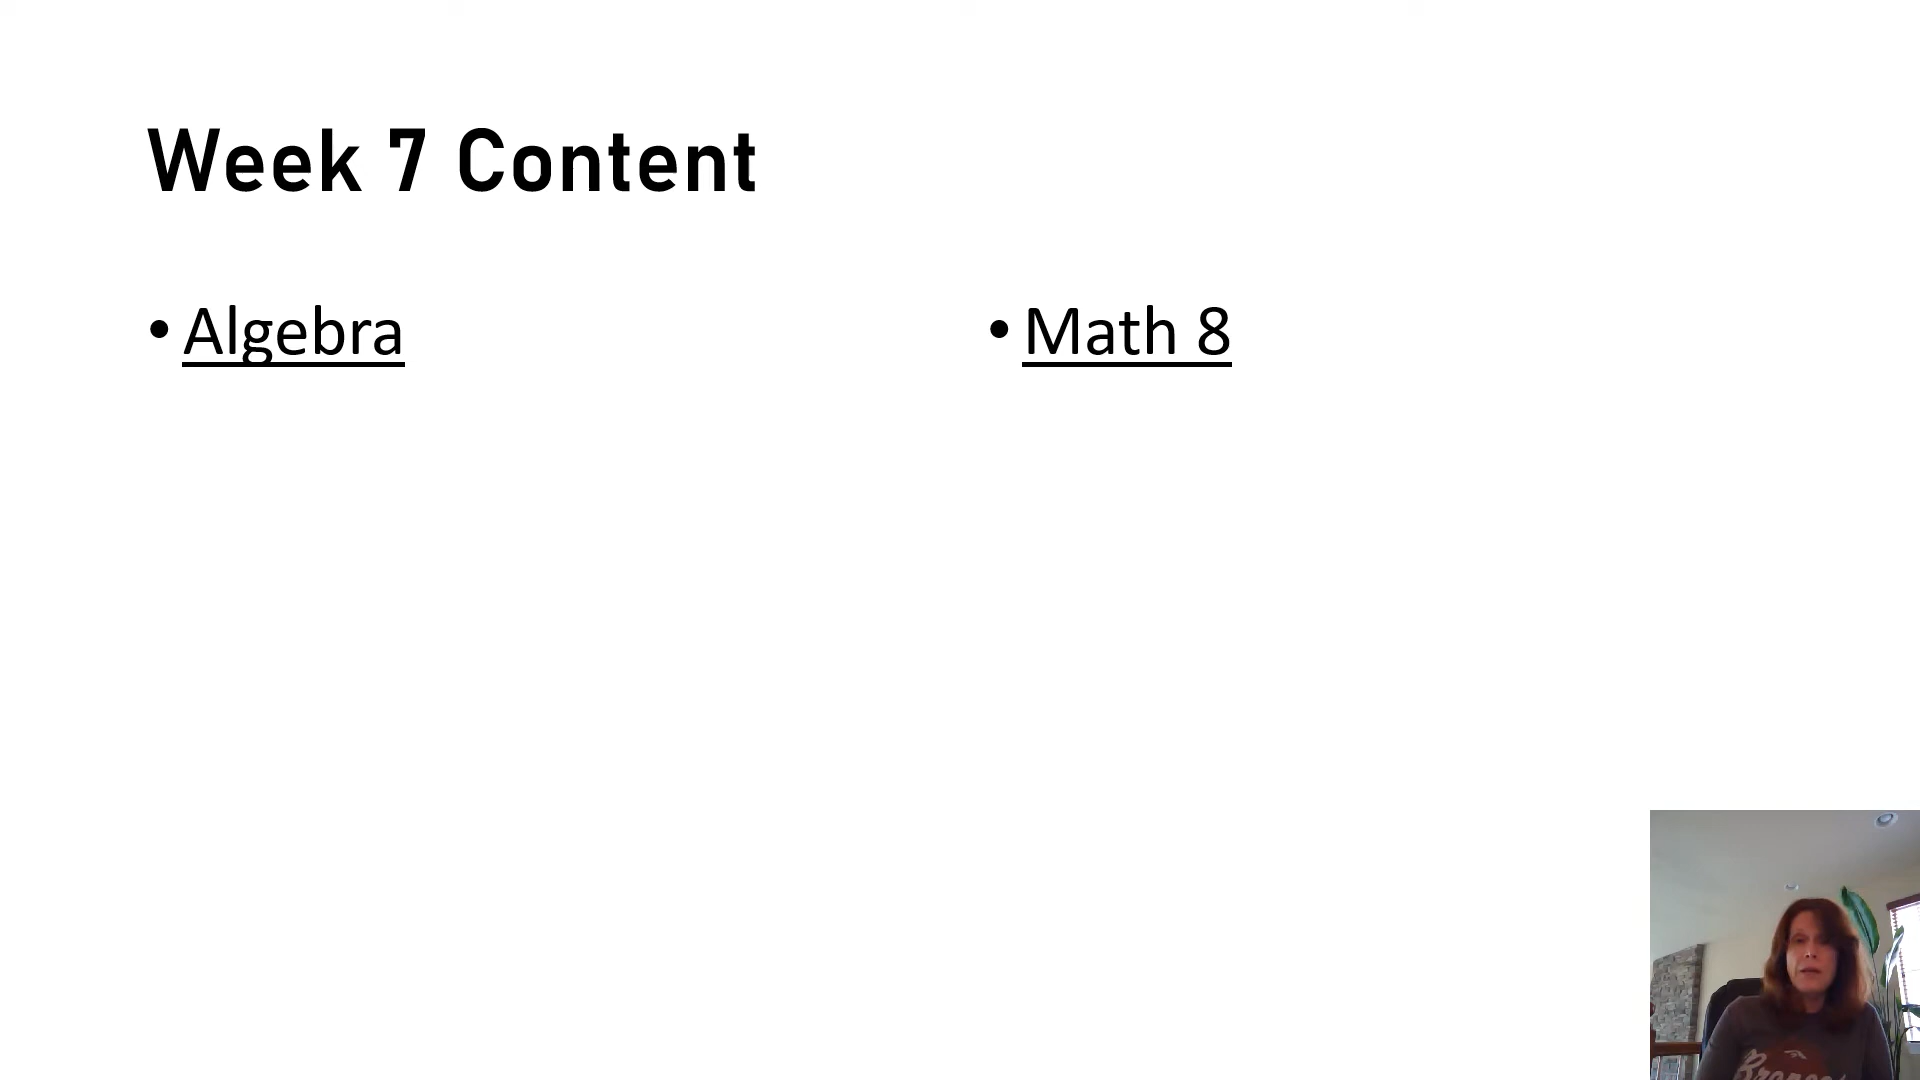 Week 7 Content
• Algebra
• Math 8